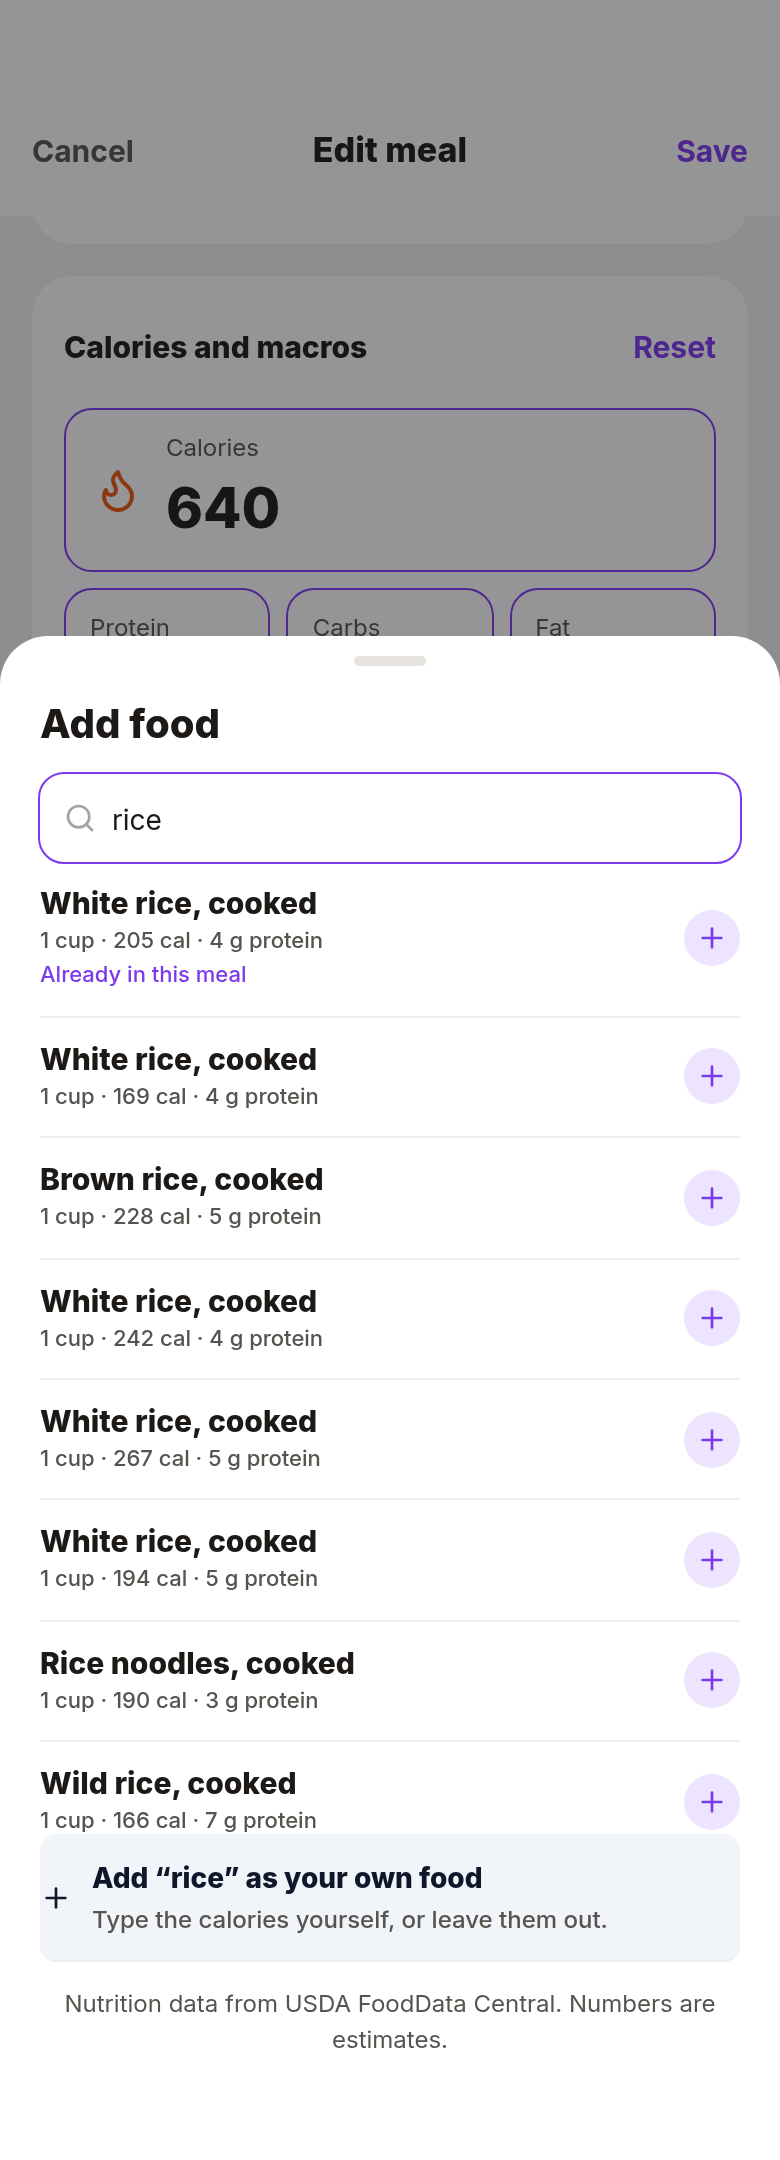 Cancel
Edit meal
Save
Calories and macros
Reset
Calories
640
Protein
Carbs
Fat
Add food
rice
White rice, cooked
1 cup · 205 cal · 4 g protein
Already in this meal
White rice, cooked
1 cup · 169 cal · 4 g protein
Brown rice, cooked
1 cup · 228 cal · 5 g protein
White rice, cooked
1 cup · 242 cal · 4 g protein
White rice, cooked
1 cup · 267 cal · 5 g protein
White rice, cooked
1 cup · 194 cal · 5 g protein
Rice noodles, cooked
1 cup · 190 cal · 3 g protein
Wild rice, cooked
1 cup · 166 cal · 7 g protein
Add “rice” as your own food
Type the calories yourself, or leave them out.
Nutrition data from USDA FoodData Central. Numbers are
estimates.